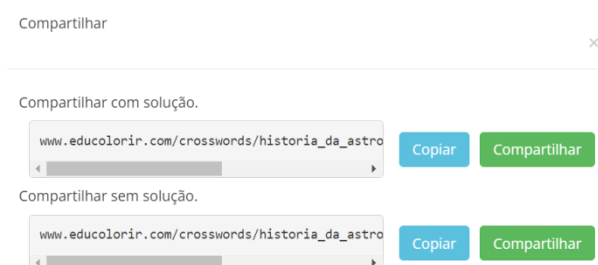 Compartilhar
×
Compartilhar com solução.
www.educolorir.com/crosswords/historia_da_astro
Copiar
Compartilhar
Compartilhar sem solução.
www.educolorir.com/crosswords/historia_da_astro
Copiar
Compartilhar